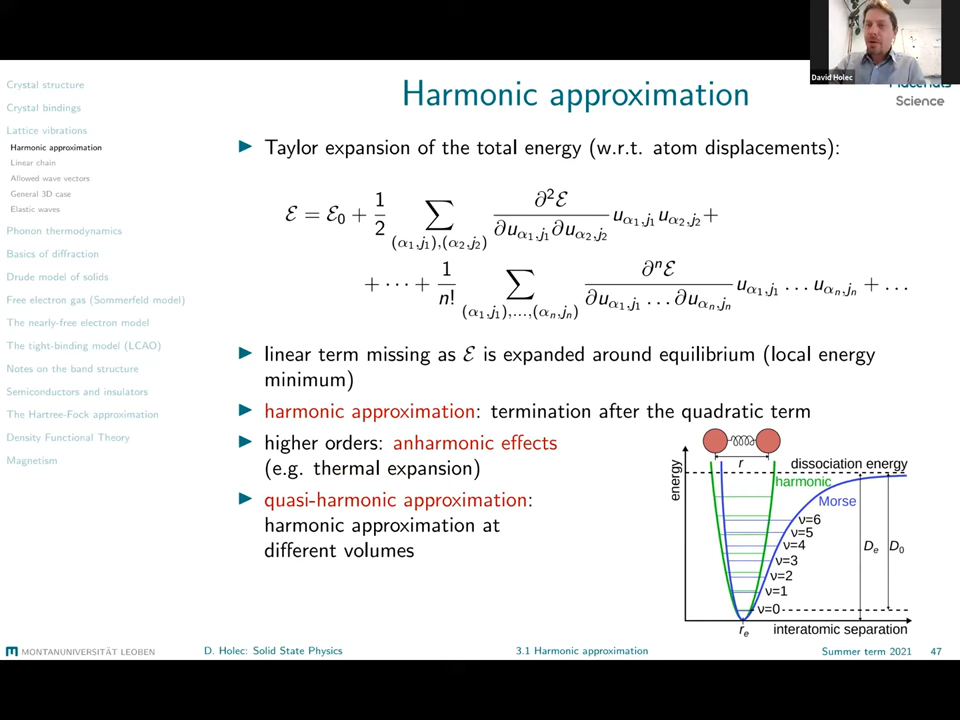 David Holec
Materials
Science
Crystal structure
Crystal bindings
Lattice vibrations
Harmonic approximation
Linear chain
Allowed wave vectors
General 3D case
Elastic waves
Phonon thermodynamics
Basics of diffraction
Drude model of solids
Free electron gas (Sommerfeld model)
The nearly-free electron model
The tight-binding model (LCAO)
Notes on the band structure
Semiconductors and insulators
The Hartree-Fock approximation
Density Functional Theory
Magnetism
Harmonic approximation
▶ Taylor expansion of the total energy (w.r.t. atom displacements):
ℰ = ℰ₀ + 1/2 ∑_{(α₁,j₁),(α₂,j₂)} ∂²ℰ/∂u_{α₁,j₁}∂u_{α₂,j₂} u_{α₁,j₁} u_{α₂,j₂} +
+ ⋯ + 1/n! ∑_{(α₁,j₁),…,(αₙ,jₙ)} ∂ⁿℰ/∂u_{α₁,j₁} … ∂u_{αₙ,jₙ} u_{α₁,j₁} … u_{αₙ,jₙ} + …
▶ linear term missing as ℰ is expanded around equilibrium (local energy
minimum)
▶ harmonic approximation: termination after the quadratic term
▶ higher orders: anharmonic effects
(e.g. thermal expansion)
▶ quasi-harmonic approximation:
harmonic approximation at
different volumes
energy
r
dissociation energy
harmonic
Morse
ν=6
ν=5
ν=4
ν=3
ν=2
ν=1
ν=0
Dₑ D₀
rₑ interatomic separation
MONTANUNIVERSITÄT LEOBEN
D. Holec: Solid State Physics
3.1 Harmonic approximation
Summer term 2021 47